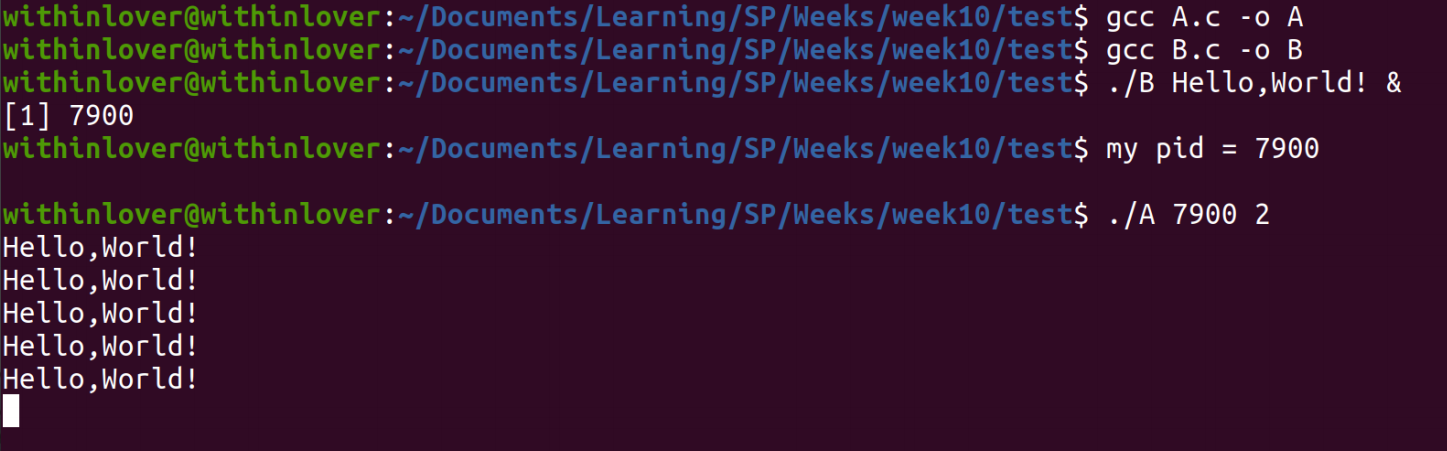 withinlover@withinlover:~/Documents/Learning/SP/Weeks/week10/test$ gcc A.c -o A
withinlover@withinlover:~/Documents/Learning/SP/Weeks/week10/test$ gcc B.c -o B
withinlover@withinlover:~/Documents/Learning/SP/Weeks/week10/test$ ./B Hello,World! &
[1] 7900
withinlover@withinlover:~/Documents/Learning/SP/Weeks/week10/test$ my pid = 7900
withinlover@withinlover:~/Documents/Learning/SP/Weeks/week10/test$ ./A 7900 2
Hello,World!
Hello,World!
Hello,World!
Hello,World!
Hello,World!